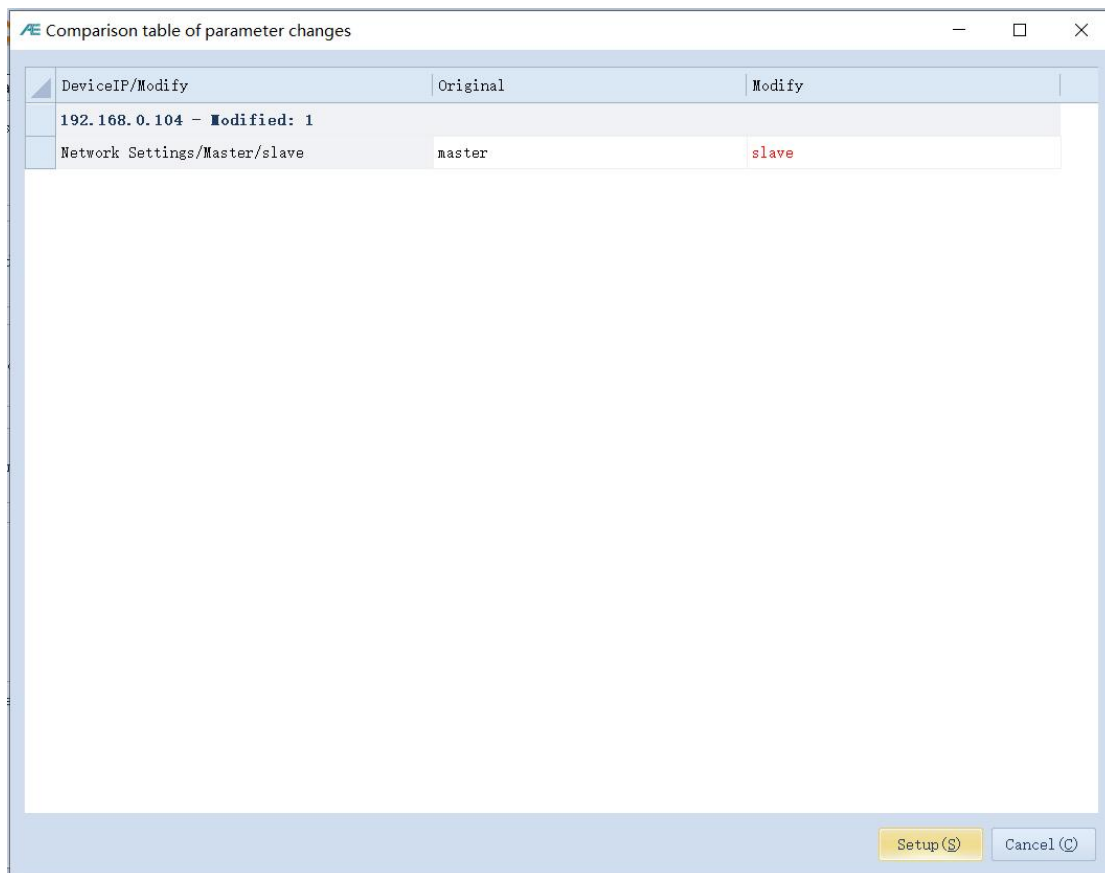 AE Comparison table of parameter changes
DeviceIP/Modify Original Modify
192.168.0.104 - Modified: 1
Network Settings/Master/slave master slave
Setup(S) Cancel(C)